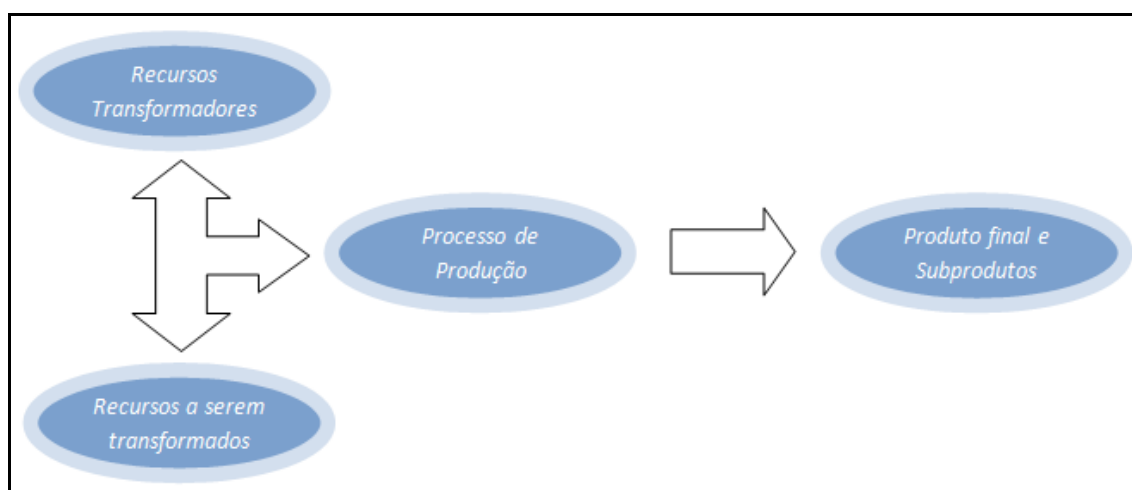 Recursos
Transformadores
Processo de
Produção
Produto final e
Subprodutos
Recursos a serem
transformados